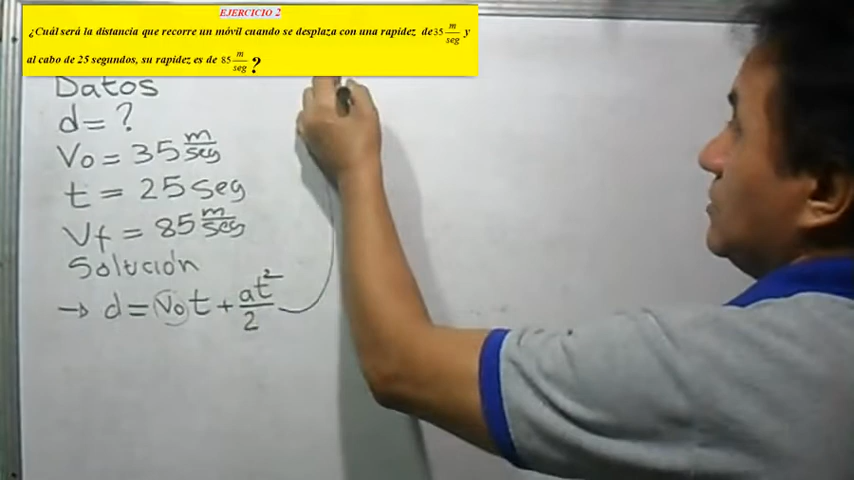 EJERCICIO 2
¿Cuál será la distancia que recorre un móvil cuando se desplaza con una rapidez de 35 m/seg y
al cabo de 25 segundos, su rapidez es de 85 m/seg ?
Datos
d = ?
Vo = 35 m/seg
t = 25 seg
Vf = 85 m/seg
Solución
→ d = Vo t + at²/2